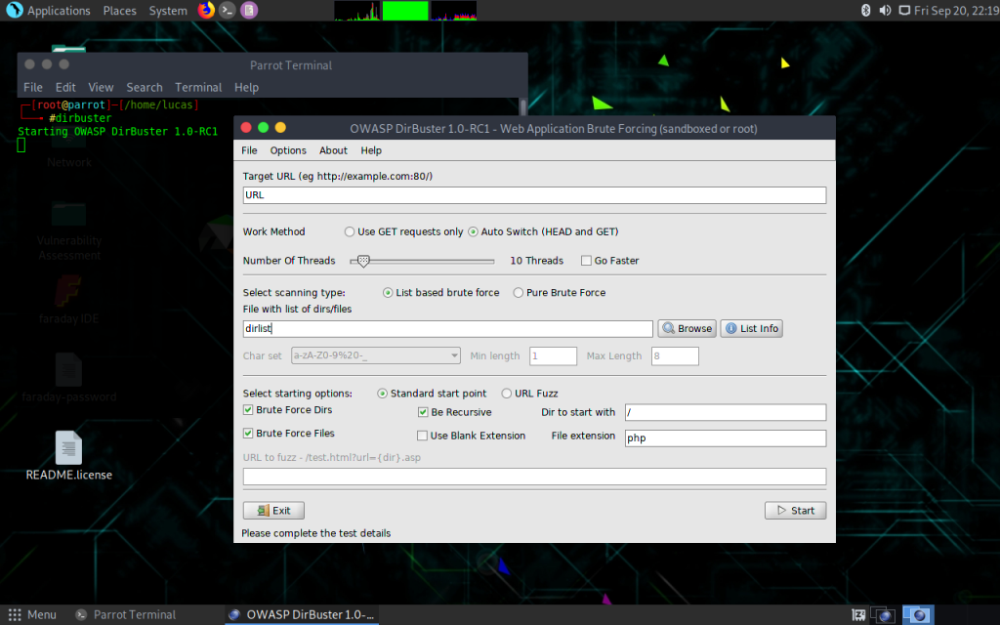 Applications Places System Fri Sep 20, 22:19
Parrot Terminal
File Edit View Search Terminal Help
[root@parrot]─[/home/lucas]
#dirbuster
Starting OWASP DirBuster 1.0-RC1
Network
Vulnerability
Assessment
faraday IDE
faraday-password
README.license
OWASP DirBuster 1.0-RC1 - Web Application Brute Forcing (sandboxed or root)
File Options About Help
Target URL (eg http://example.com:80/)
URL
Work Method Use GET requests only Auto Switch (HEAD and GET)
Number Of Threads 10 Threads Go Faster
Select scanning type: List based brute force Pure Brute Force
File with list of dirs/files
dirlist Browse List Info
Char set a-zA-Z0-9%20-_ Min length 1 Max Length 8
Select starting options: Standard start point URL Fuzz
Brute Force Dirs Be Recursive Dir to start with /
Brute Force Files Use Blank Extension File extension php
URL to fuzz - /test.html?url={dir}.asp
Exit Start
Please complete the test details
Menu Parrot Terminal OWASP DirBuster 1.0-...